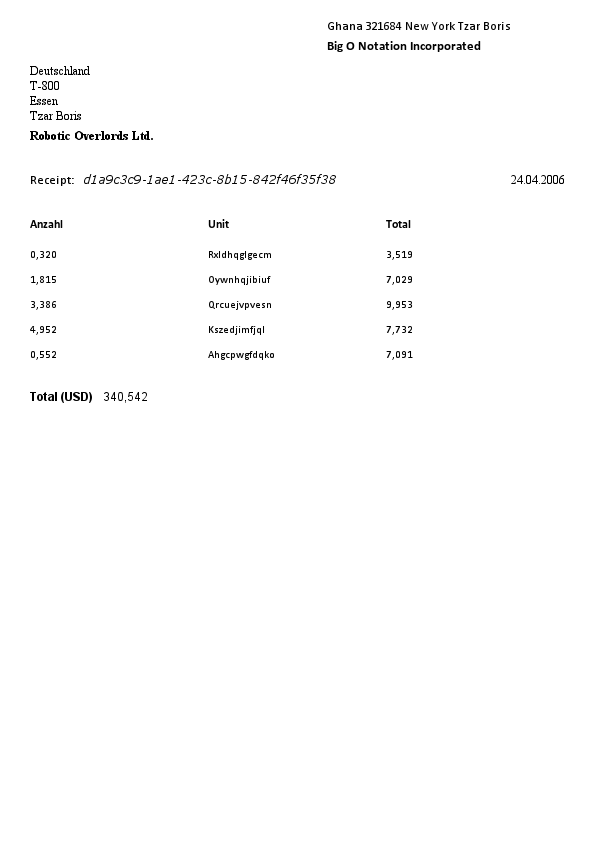 Ghana 321684 New York Tzar Boris
Big O Notation Incorporated
Deutschland
T-800
Essen
Tzar Boris
Robotic Overlords Ltd.
Receipt: d1a9c3c9-1ae1-423c-8b15-842f46f35f38 24.04.2006
Anzahl Unit Total
0,320 Rxldhqglgecm 3,519
1,815 Oywnhqjibiuf 7,029
3,386 Qrcuejvpvesn 9,953
4,952 Kszedjimfjql 7,732
0,552 Ahgcpwgfdqko 7,091
Total (USD) 340,542